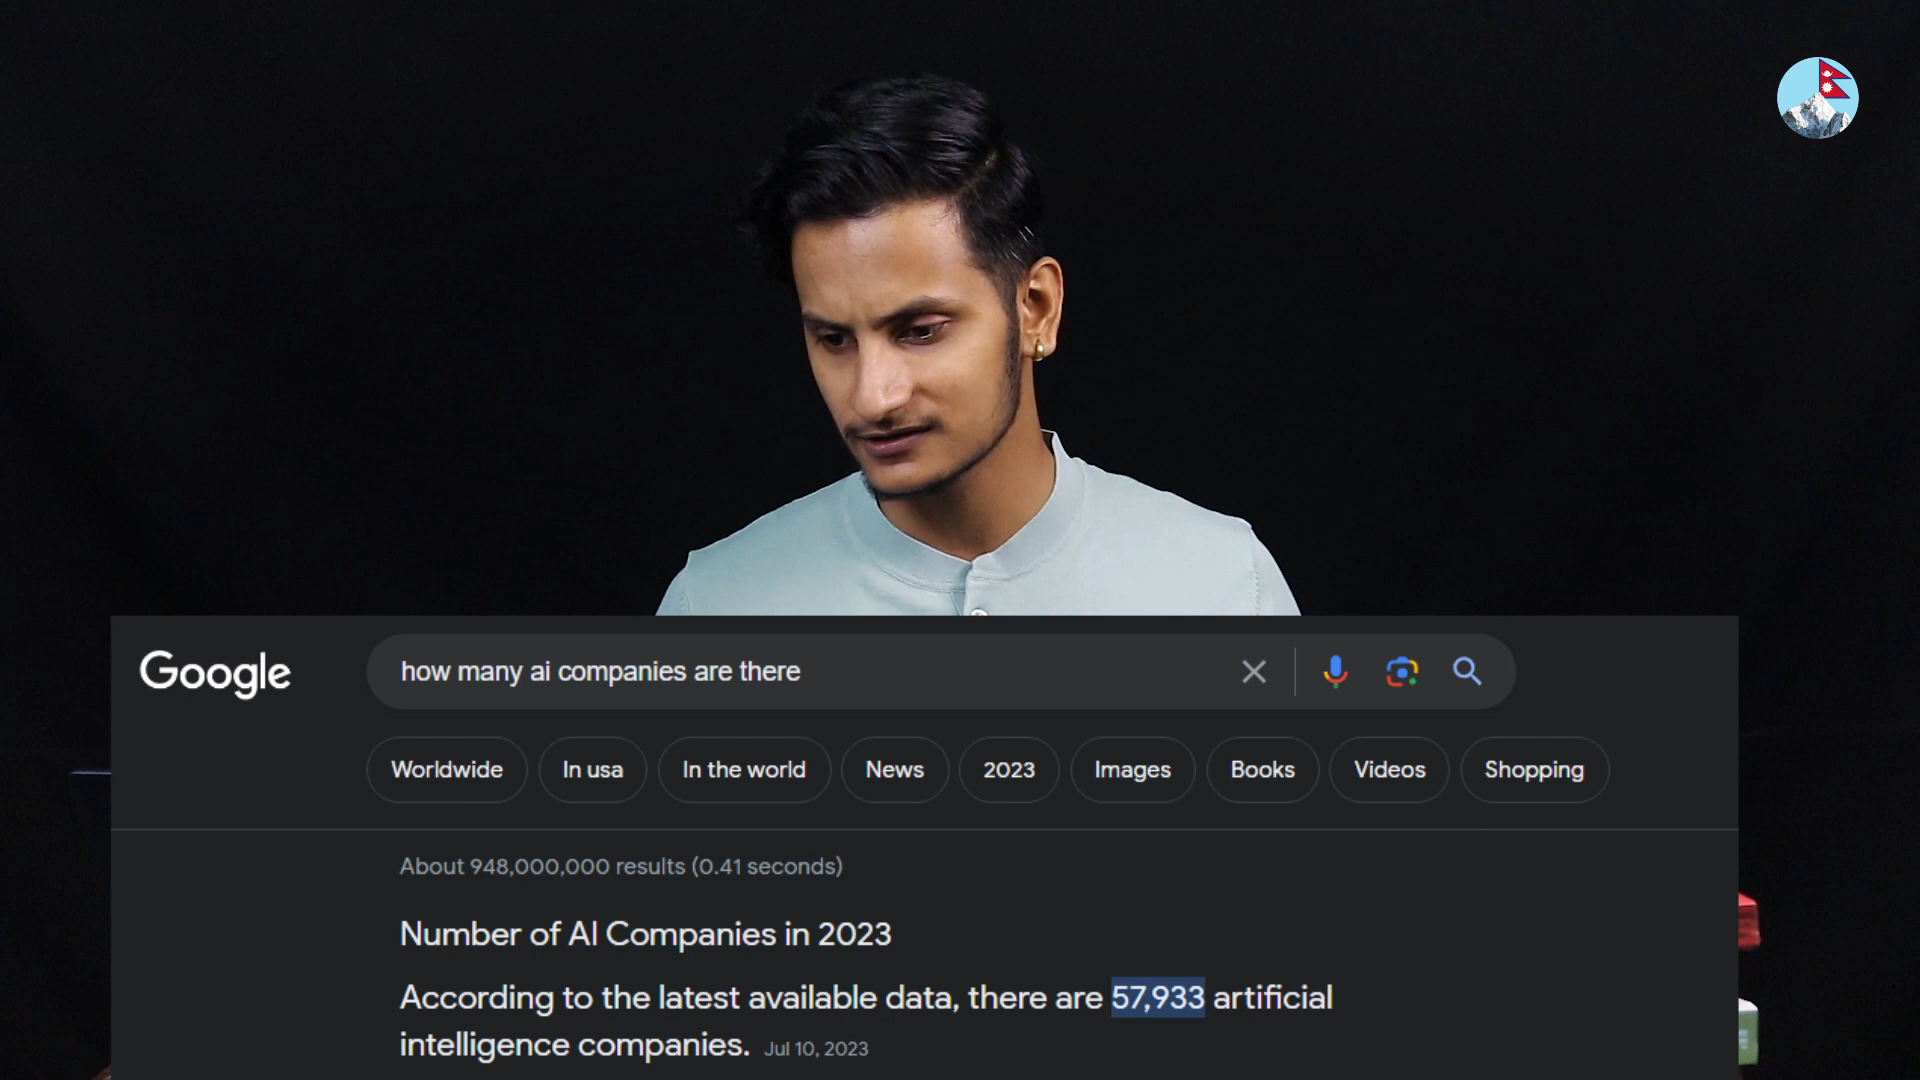 Google
how many ai companies are there
Worldwide In usa In the world News 2023 Images Books Videos Shopping
About 948,000,000 results (0.41 seconds)
Number of AI Companies in 2023
According to the latest available data, there are 57,933 artificial
intelligence companies. Jul 10, 2023